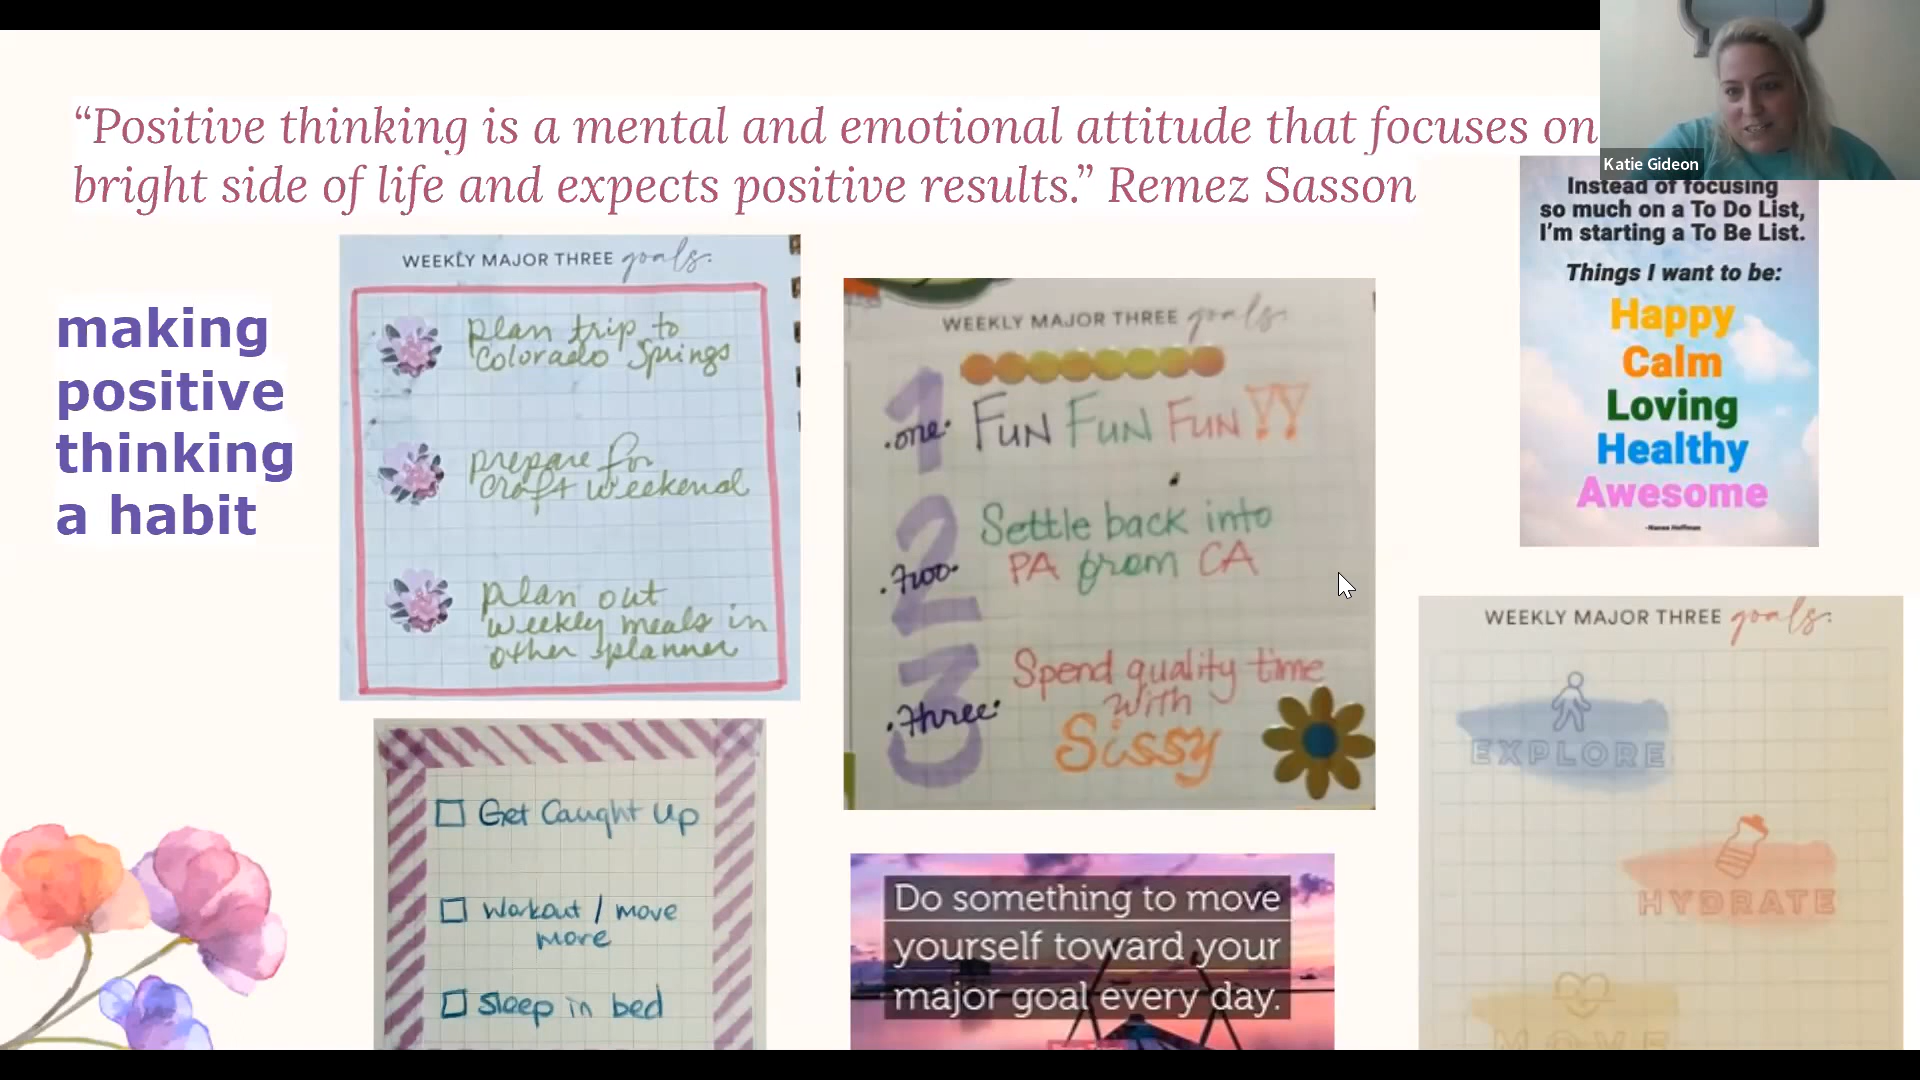 “Positive thinking is a mental and emotional attitude that focuses on
bright side of life and expects positive results.” Remez Sasson
Katie Gideon
making
positive
thinking
a habit
WEEKLY MAJOR THREE goals.
plan trip to
Colorado Springs
prepare for
craft weekend
plan out
weekly meals in
other planner
WEEKLY MAJOR THREE goals.
1
.one. FUN FUN FUN !!
2
.two.
Settle back into
PA from CA
3
.three.
Spend quality time
with
Sissy
Instead of focusing
so much on a To Do List,
I’m starting a To Be List.
Things I want to be:
Happy
Calm
Loving
Healthy
Awesome
Get Caught Up
Workout / move
more
Sleep in bed
Do something to move
yourself toward your
major goal every day.
WEEKLY MAJOR THREE goals.
EXPLORE
HYDRATE
MOVE